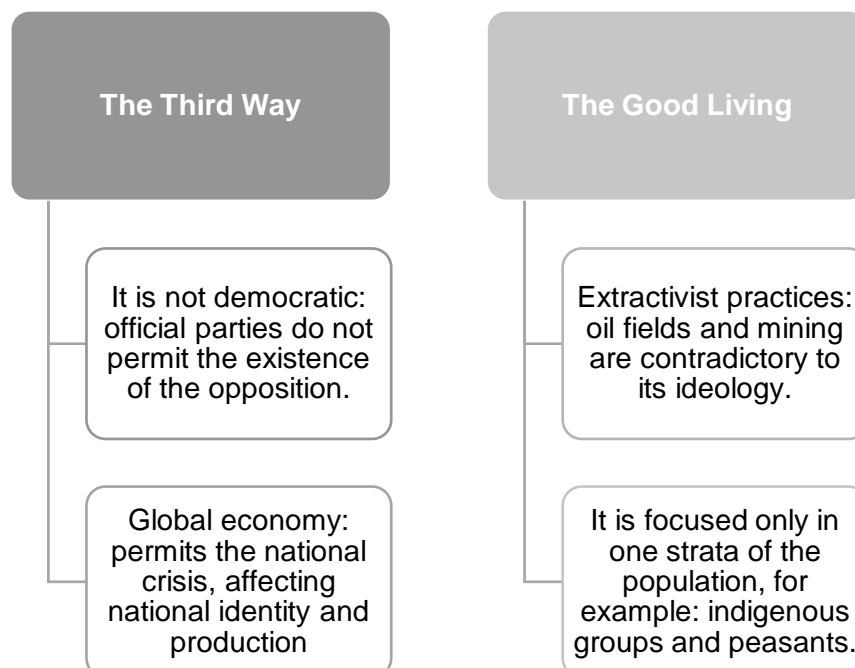 The Third Way
It is not democratic:
official parties do not
permit the existence
of the opposition.
Global economy:
permits the national
crisis, affecting
national identity and
production
The Good Living
Extractivist practices:
oil fields and mining
are contradictory to
its ideology.
It is focused only in
one strata of the
population, for
example: indigenous
groups and peasants.